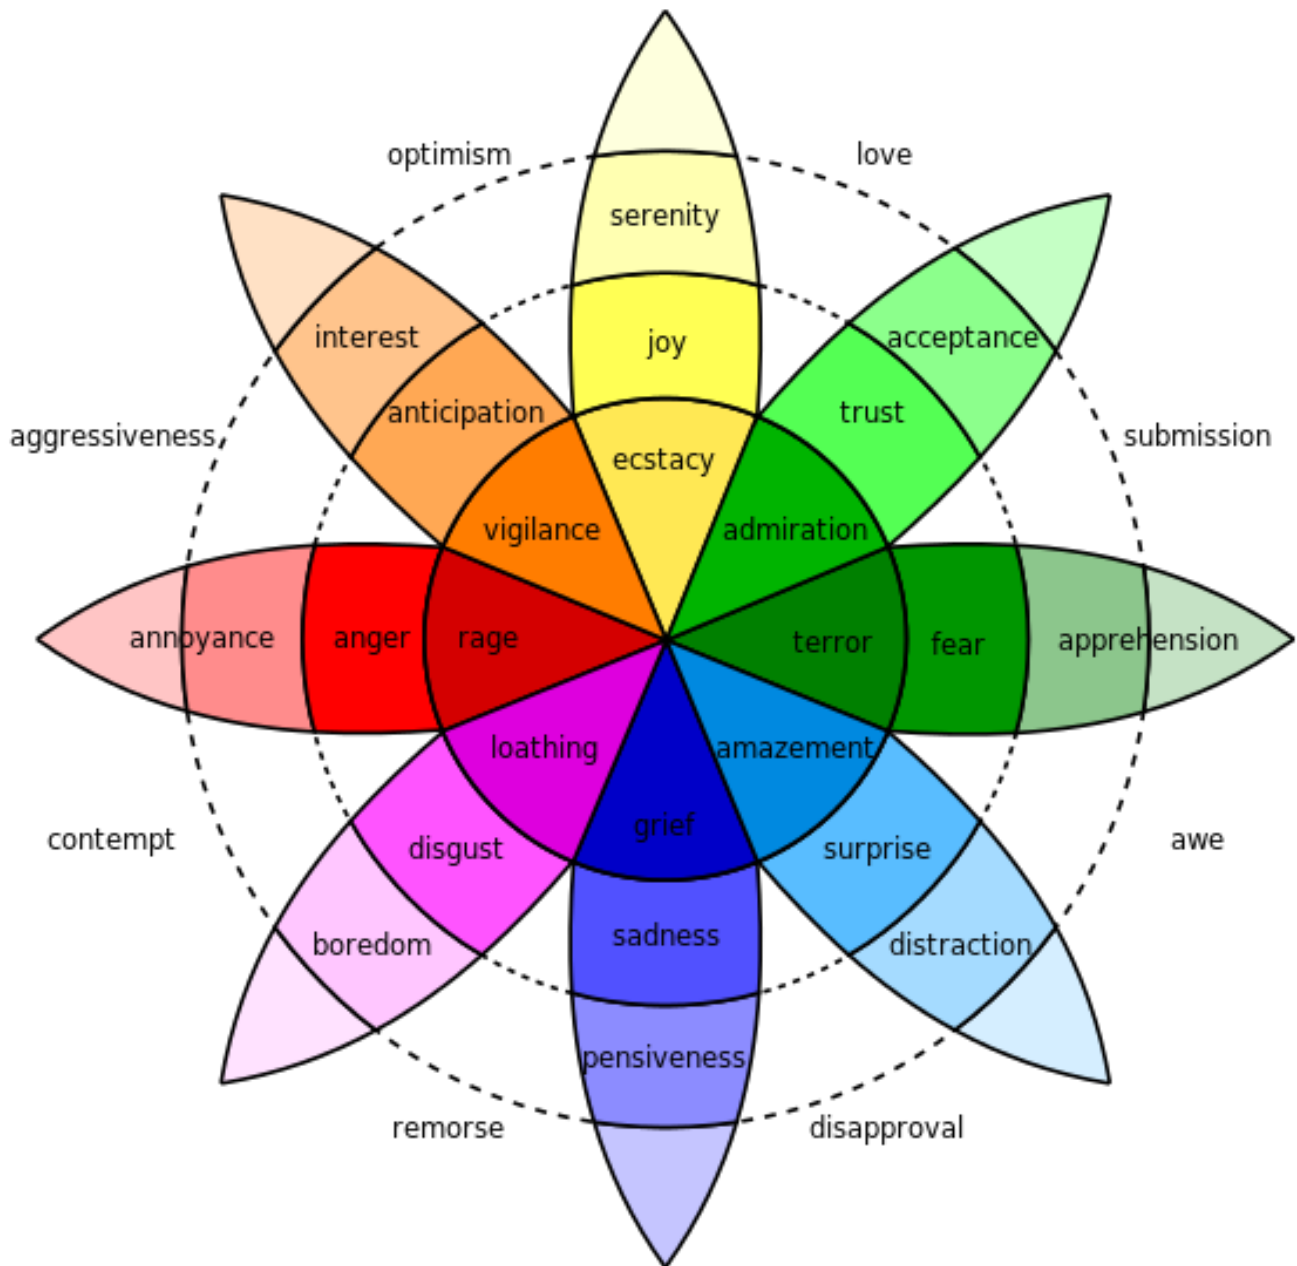 optimism
love
serenity
interest
joy
acceptance
anticipation
trust
aggressiveness
submission
ecstacy
vigilance
admiration
annoyance
anger
rage
terror
fear
apprehension
loathing
amazement
grief
contempt
awe
disgust
surprise
sadness
boredom
distraction
pensiveness
remorse
disapproval